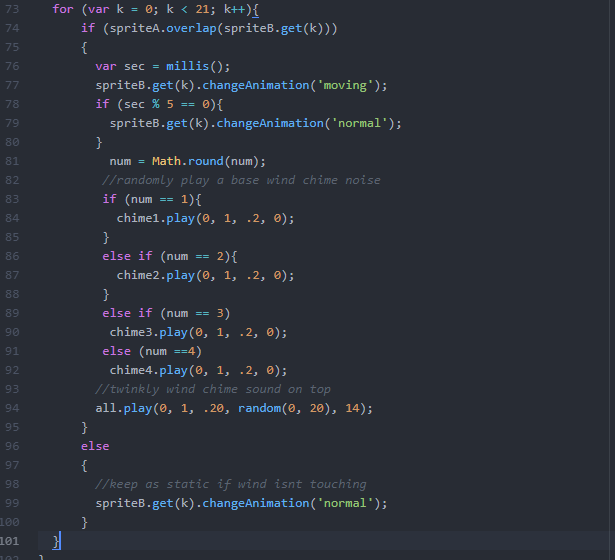 73 for (var k = 0; k < 21; k++){
74 if (spriteA.overlap(spriteB.get(k)))
75 {
76 var sec = millis();
77 spriteB.get(k).changeAnimation('moving');
78 if (sec % 5 == 0){
79 spriteB.get(k).changeAnimation('normal');
80 }
81 num = Math.round(num);
82 //randomly play a base wind chime noise
83 if (num == 1){
84 chime1.play(0, 1, .2, 0);
85 }
86 else if (num == 2){
87 chime2.play(0, 1, .2, 0);
88 }
89 else if (num == 3)
90 chime3.play(0, 1, .2, 0);
91 else (num ==4)
92 chime4.play(0, 1, .2, 0);
93 //twinkly wind chime sound on top
94 all.play(0, 1, .20, random(0, 20), 14);
95 }
96 else
97 {
98 //keep as static if wind isnt touching
99 spriteB.get(k).changeAnimation('normal');
100 }
101 }
102 }